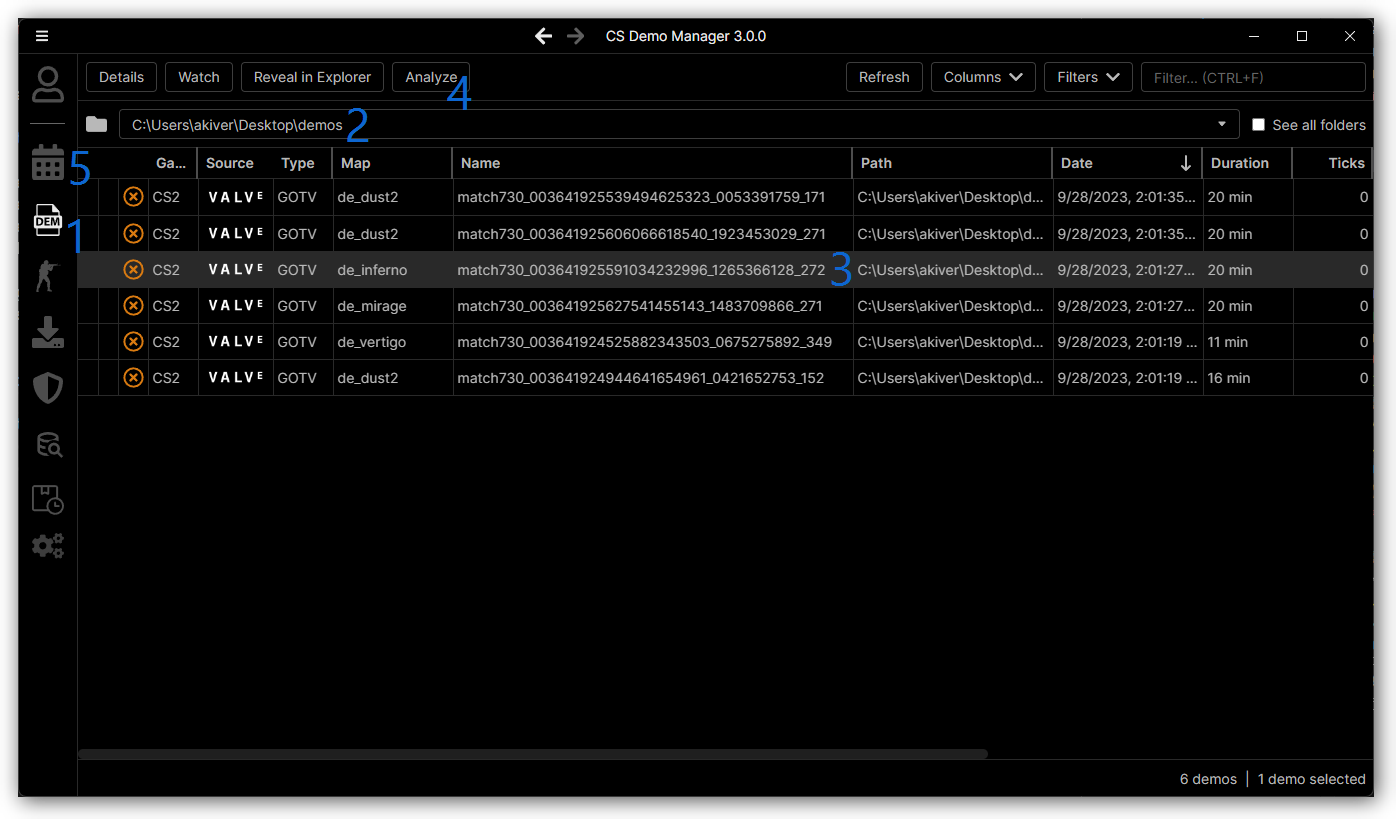 CS Demo Manager 3.0.0
Details Watch Reveal in Explorer Analyze 4 Refresh Columns Filters Filter... (CTRL+F)
C:\Users\akiver\Desktop\demos 2 See all folders
5 Ga... Source Type Map Name Path Date Duration Ticks
CS2 VALVE GOTV de_dust2 match730_003641925539494625323_0053391759_171 C:\Users\akiver\Desktop\d... 9/28/2023, 2:01:35... 20 min 0
DEM 1 CS2 VALVE GOTV de_dust2 match730_003641925606066618540_1923453029_271 C:\Users\akiver\Desktop\d... 9/28/2023, 2:01:35... 20 min 0
CS2 VALVE GOTV de_inferno match730_003641925591034232996_1265366128_272 3 C:\Users\akiver\Desktop\d... 9/28/2023, 2:01:27... 20 min 0
CS2 VALVE GOTV de_mirage match730_003641925627541455143_1483709866_271 C:\Users\akiver\Desktop\d... 9/28/2023, 2:01:27... 20 min 0
CS2 VALVE GOTV de_vertigo match730_003641924525882343503_0675275892_349 C:\Users\akiver\Desktop\d... 9/28/2023, 2:01:19 ... 11 min 0
CS2 VALVE GOTV de_dust2 match730_003641924944641654961_0421652753_152 C:\Users\akiver\Desktop\d... 9/28/2023, 2:01:19 ... 16 min 0
6 demos | 1 demo selected